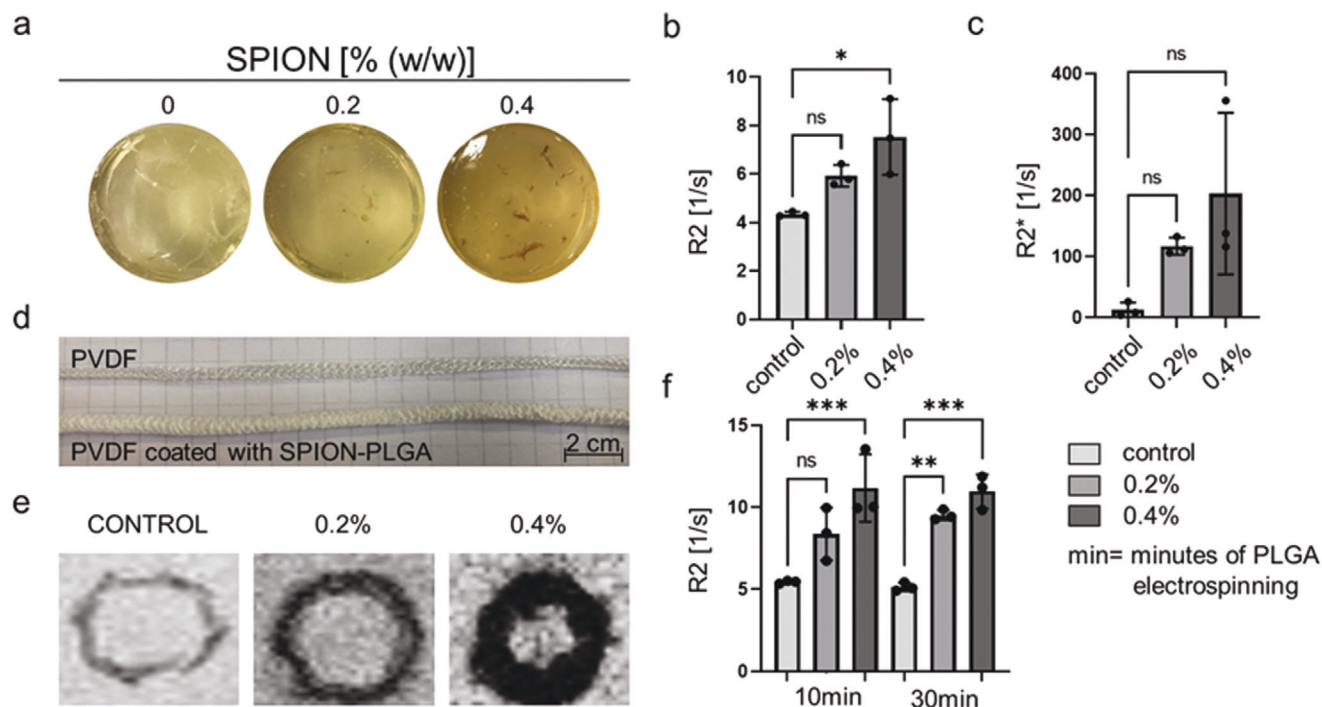 a
SPION [% (w/w)]
0 0.2 0.4
b
R2 [1/s]
10
8
6
4
2
0
ns
*
control 0.2% 0.4%
c
R2* [1/s]
400
300
200
100
0
ns
ns
control 0.2% 0.4%
d
PVDF
PVDF coated with SPION-PLGA
2 cm
e
CONTROL 0.2% 0.4%
f
R2 [1/s]
15
10
5
0
ns
***
**
***
10min 30min
control
0.2%
0.4%
min= minutes of PLGA
electrospinning